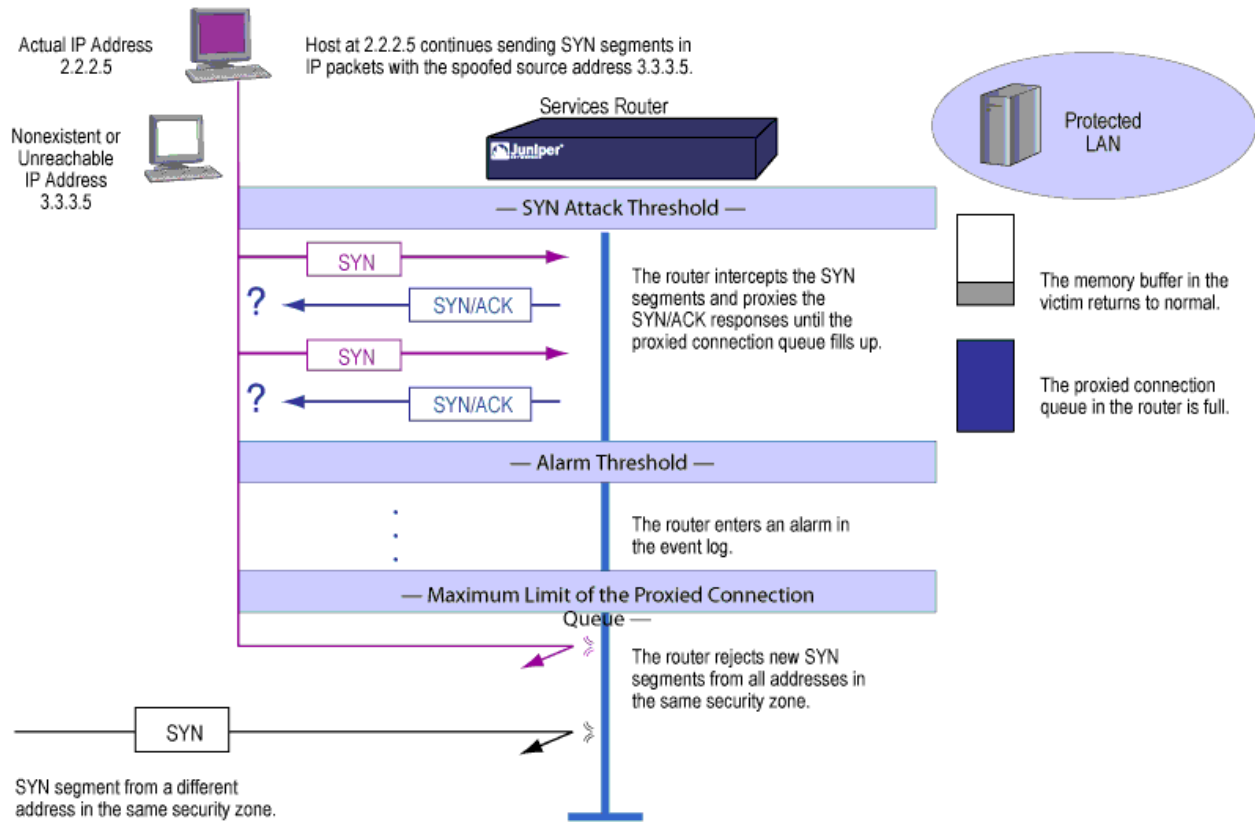 Actual IP Address
2.2.2.5
Host at 2.2.2.5 continues sending SYN segments in
IP packets with the spoofed source address 3.3.3.5.
Nonexistent or
Unreachable
IP Address
3.3.3.5
Services Router
Juniper
NETWORKS
Protected
LAN
— SYN Attack Threshold —
SYN
?
SYN/ACK
SYN
?
SYN/ACK
The router intercepts the SYN
segments and proxies the
SYN/ACK responses until the
proxied connection queue fills up.
The memory buffer in the
victim returns to normal.
The proxied connection
queue in the router is full.
— Alarm Threshold —
The router enters an alarm in
the event log.
— Maximum Limit of the Proxied Connection
Queue —
The router rejects new SYN
segments from all addresses in
the same security zone.
SYN
SYN segment from a different
address in the same security zone.